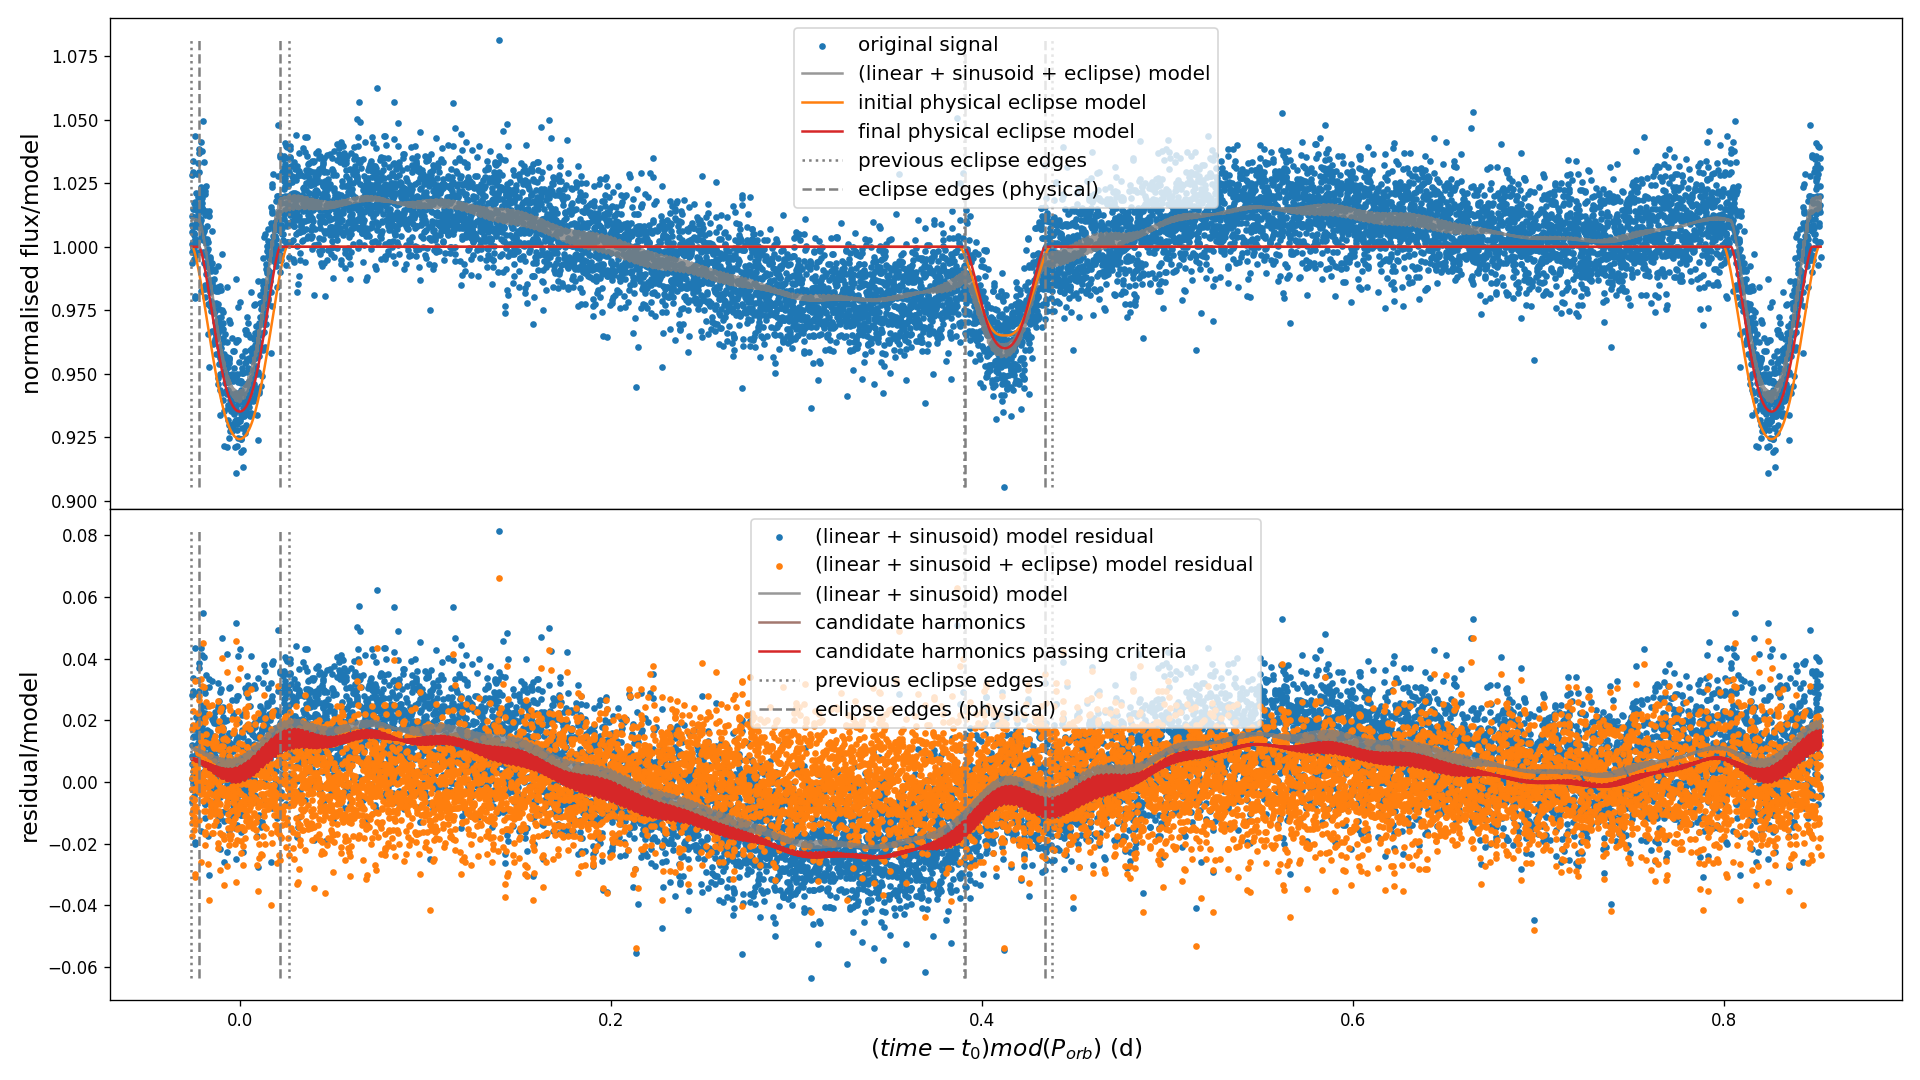 1.075
1.050
1.025
1.000
0.975
0.950
0.925
0.900
normalised flux/model
original signal
(linear + sinusoid + eclipse) model
initial physical eclipse model
final physical eclipse model
previous eclipse edges
eclipse edges (physical)
0.08
0.06
0.04
0.02
0.00
−0.02
−0.04
−0.06
residual/model
(linear + sinusoid) model residual
(linear + sinusoid + eclipse) model residual
(linear + sinusoid) model
candidate harmonics
candidate harmonics passing criteria
previous eclipse edges
eclipse edges (physical)
0.0 0.2 0.4 0.6 0.8
(time − t₀)mod(Pₒᵣb) (d)